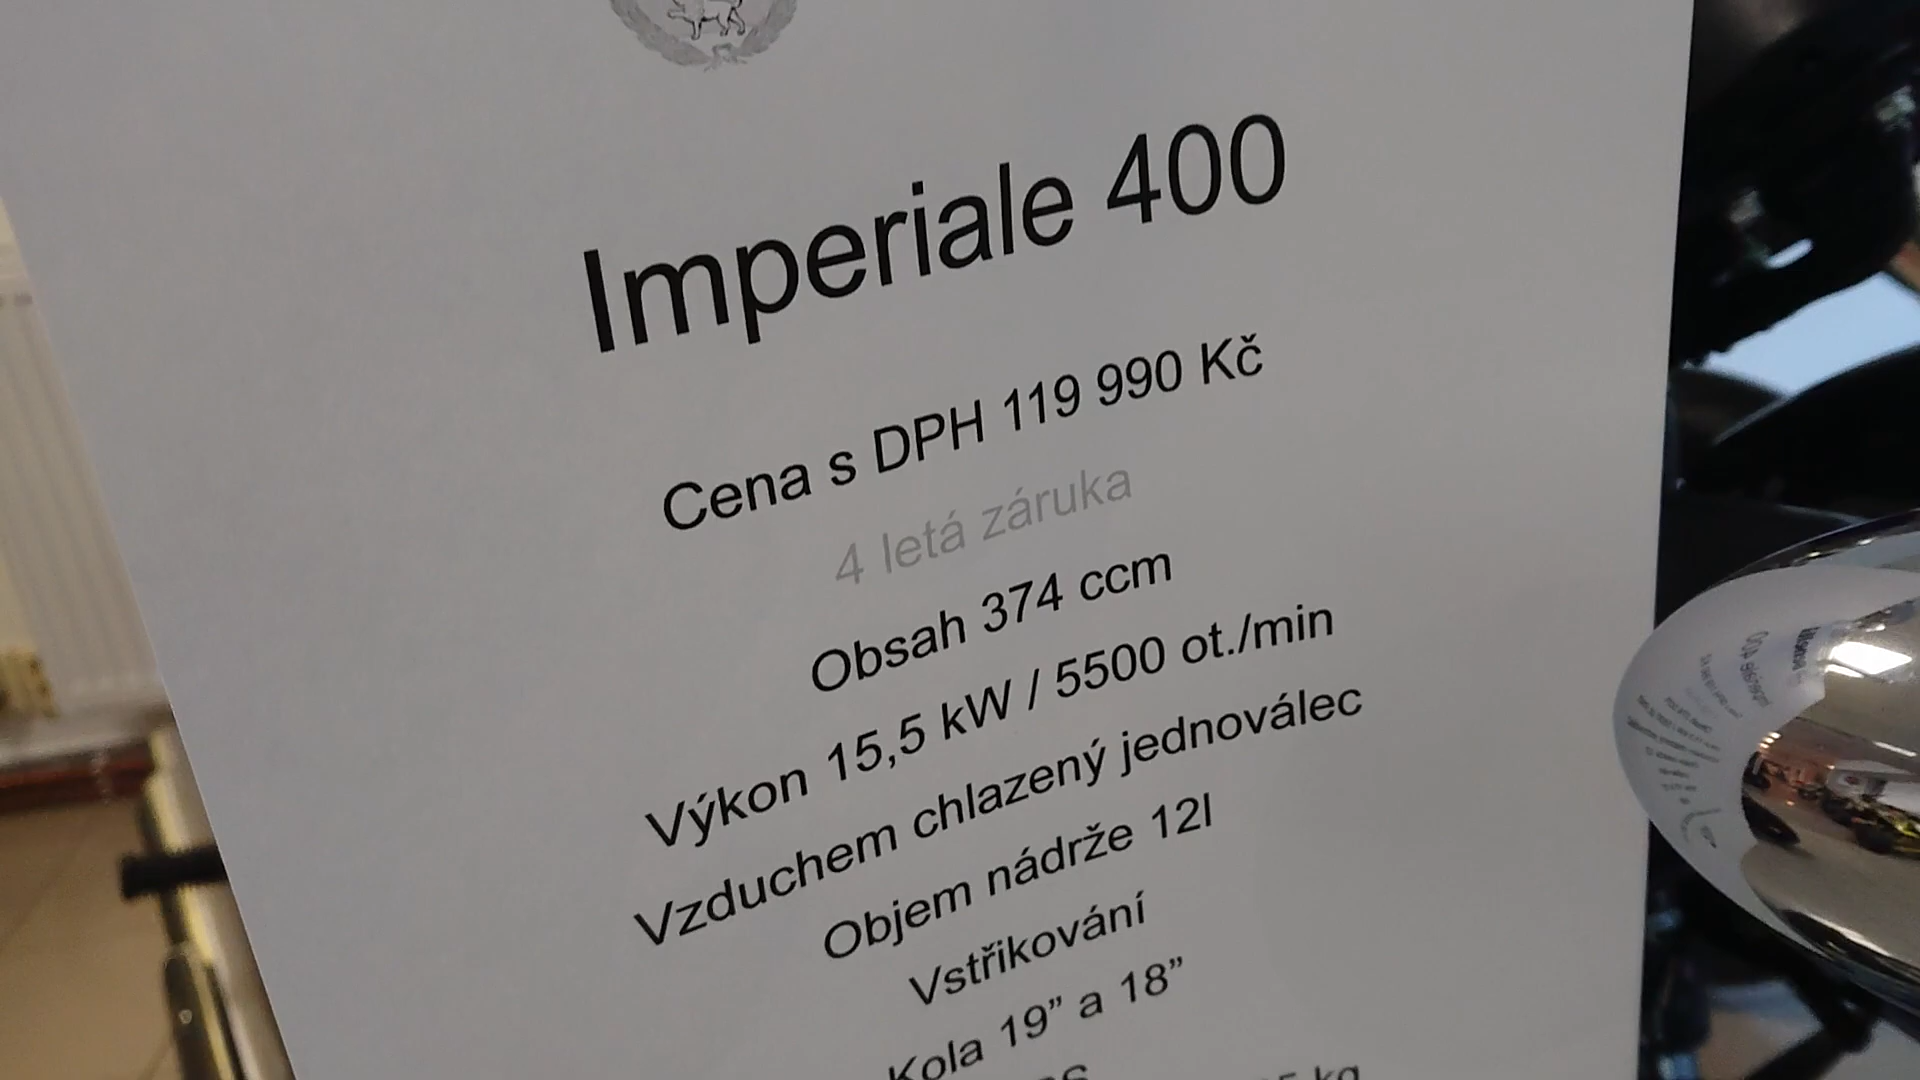 Imperiale 400
Cena s DPH 119 990 Kč
4 letá záruka
Obsah 374 ccm
Výkon 15,5 kW / 5500 ot./min
Vzduchem chlazený jednoválec
Objem nádrže 12l
Vstřikování
Kola 19” a 18”
kg